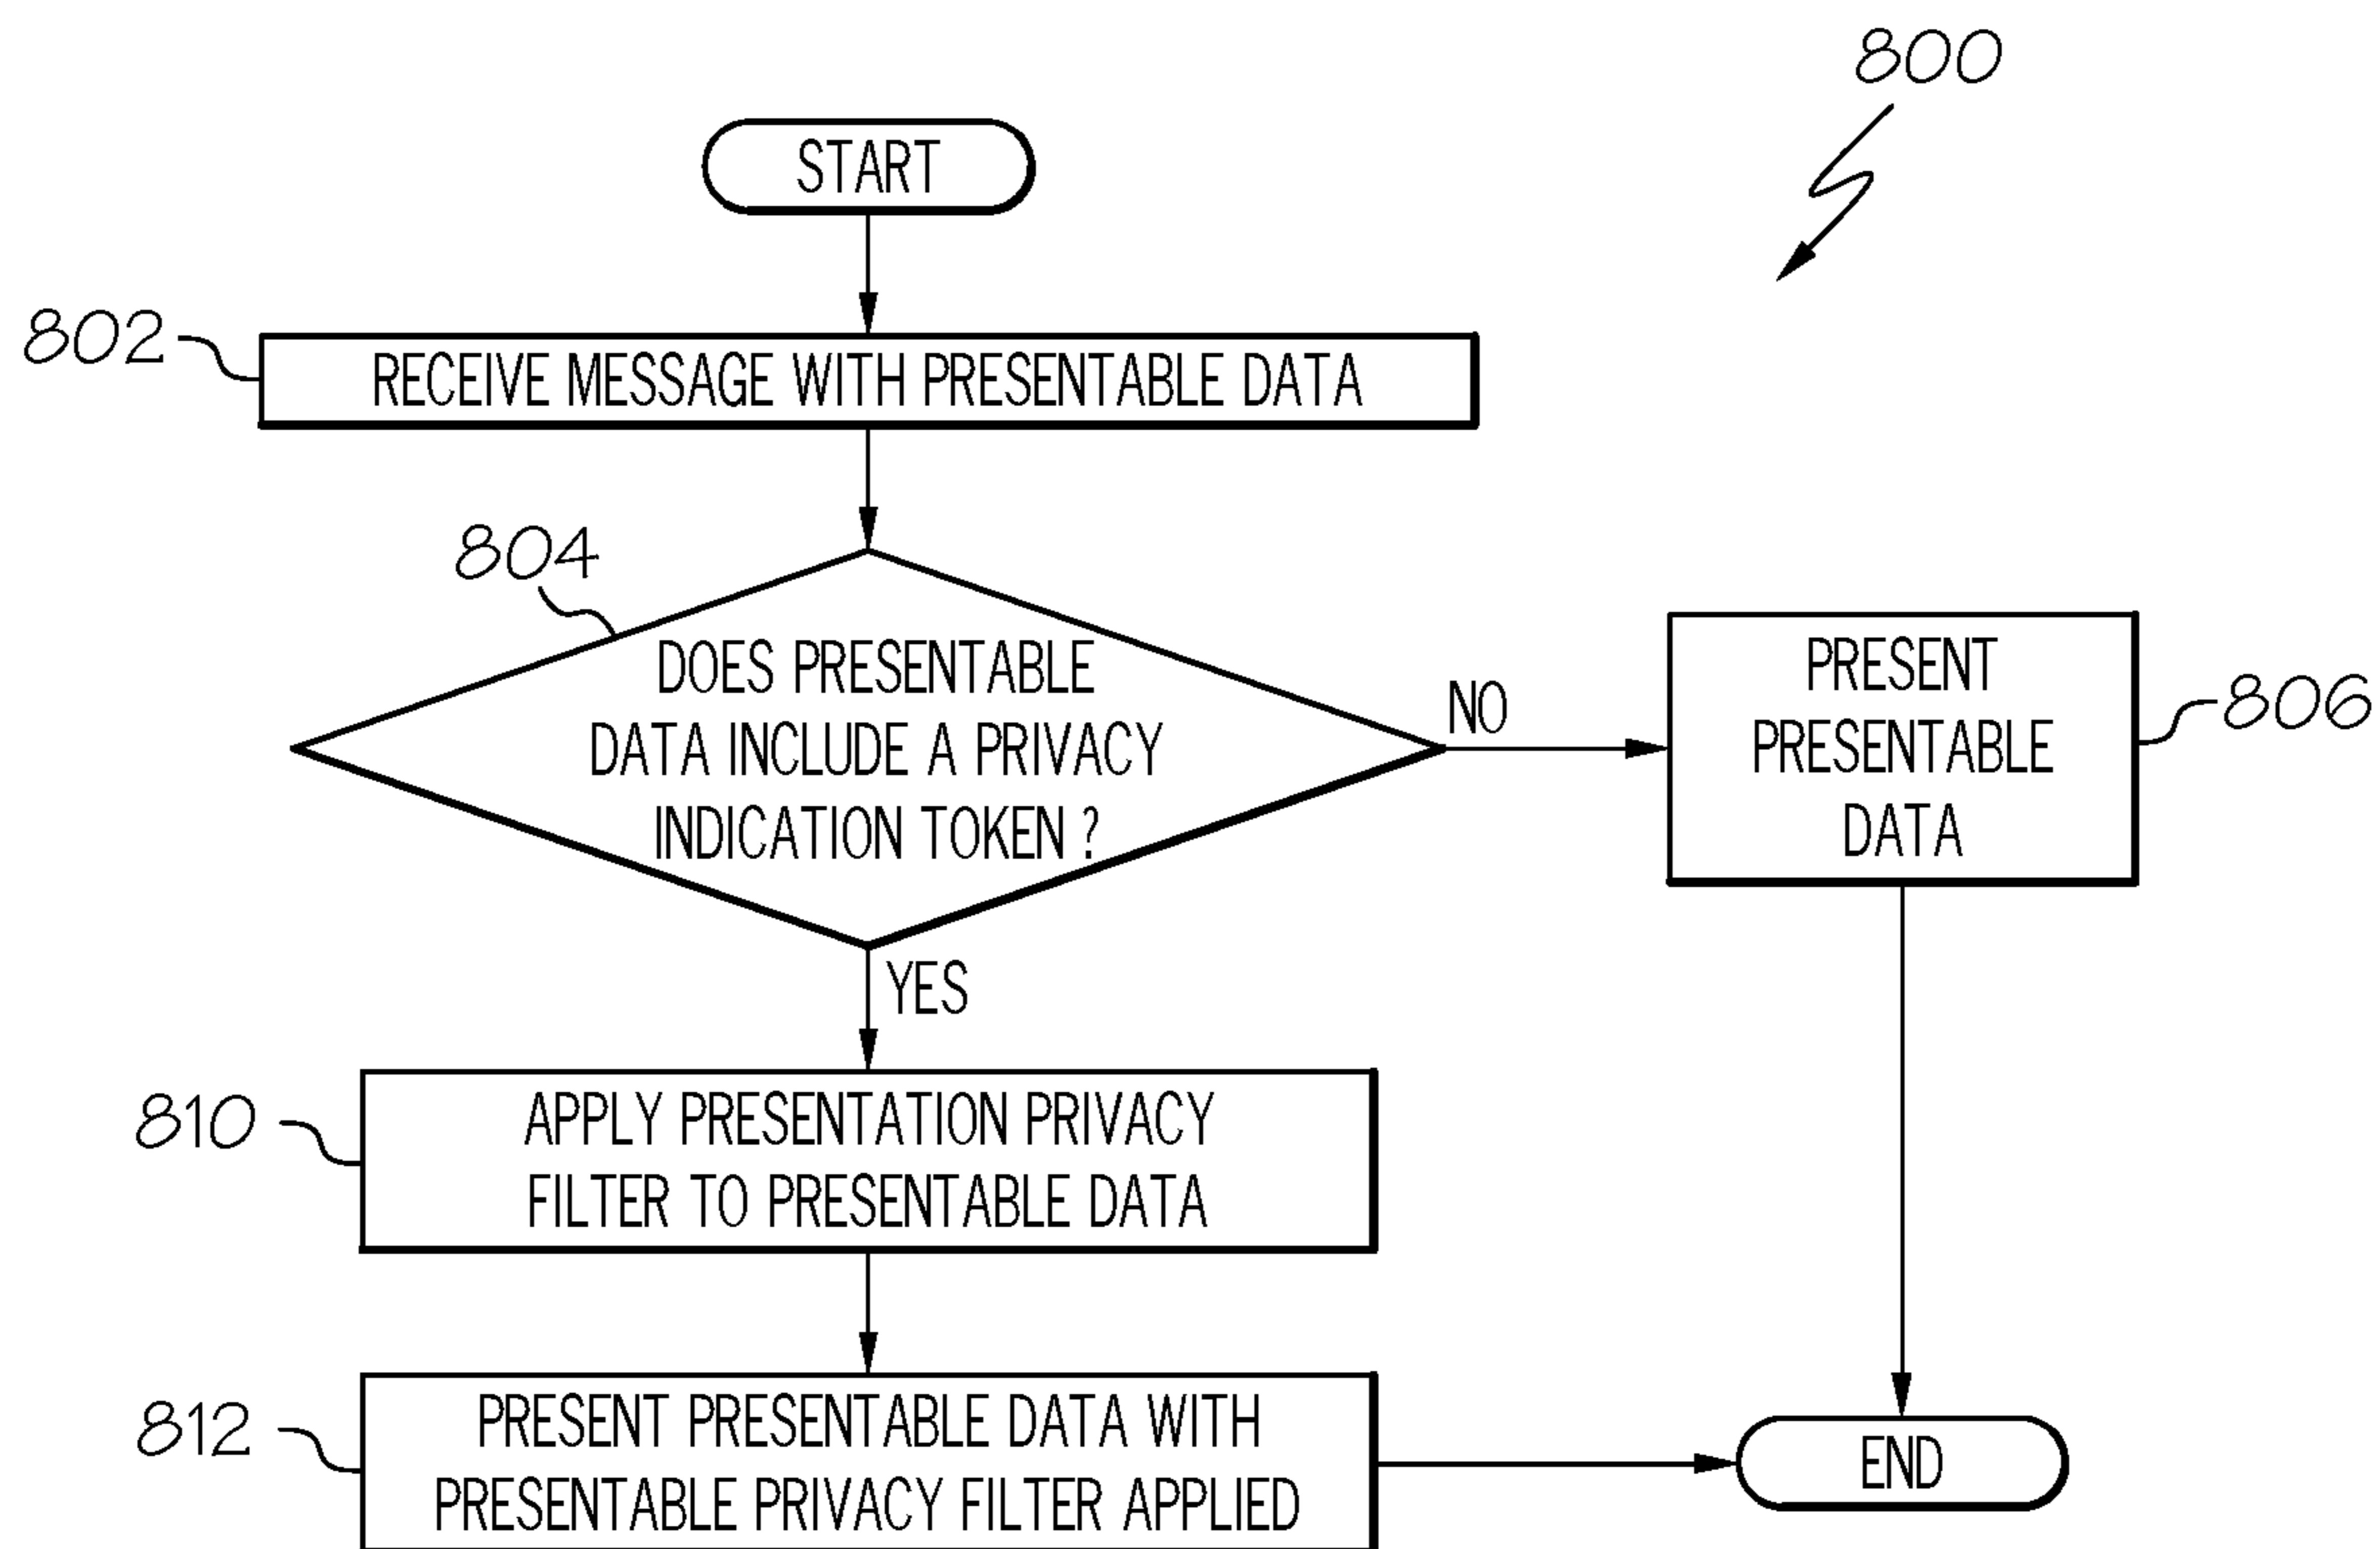 800
START
802
RECEIVE MESSAGE WITH PRESENTABLE DATA
804
DOES PRESENTABLE
DATA INCLUDE A PRIVACY
INDICATION TOKEN ?
NO
PRESENT
PRESENTABLE
DATA
806
YES
810
APPLY PRESENTATION PRIVACY
FILTER TO PRESENTABLE DATA
812
PRESENT PRESENTABLE DATA WITH
PRESENTABLE PRIVACY FILTER APPLIED
END